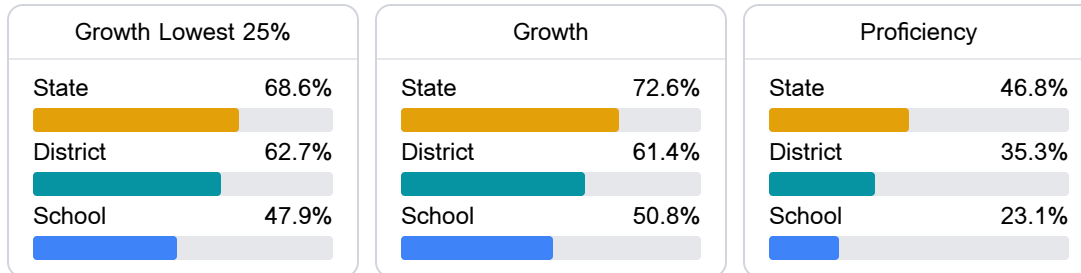 Growth Lowest 25%
State 68.6%
District 62.7%
School 47.9%
Growth
State 72.6%
District 61.4%
School 50.8%
Proficiency
State 46.8%
District 35.3%
School 23.1%